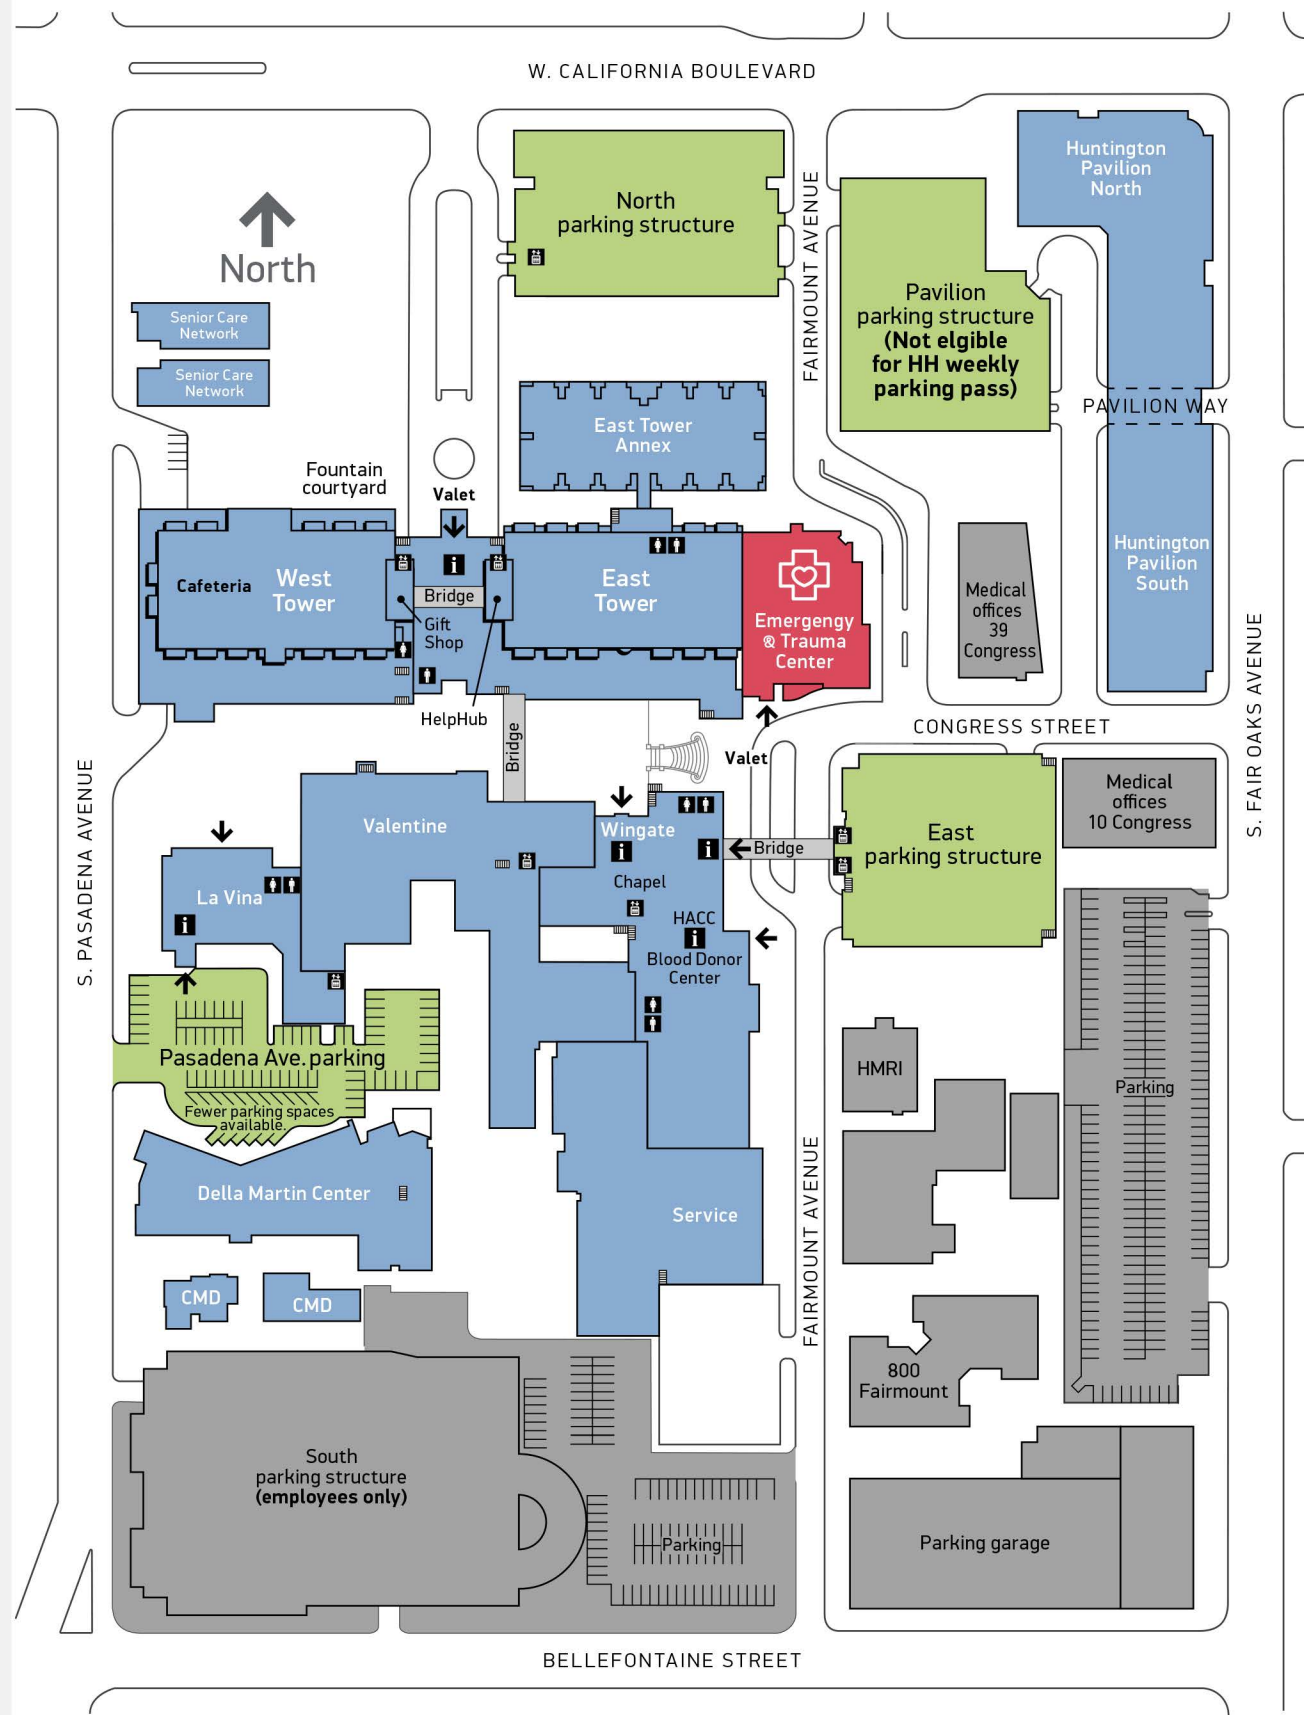 W. CALIFORNIA BOULEVARD
Huntington
Pavilion
North
North
parking structure
FAIRMOUNT AVENUE
North
Pavilion
parking structure
(Not elgible
for HH weekly
parking pass)
Senior Care
Network
Senior Care
Network
PAVILION WAY
East Tower
Annex
Fountain
courtyard
Valet
Huntington
Pavilion
South
Cafeteria
West
Tower
i
Bridge
East
Tower
Gift
Shop
Emergengy
& Trauma
Center
Medical
offices
39
Congress
HelpHub
CONGRESS STREET
S. FAIR OAKS AVENUE
Bridge
Valet
S. PASADENA AVENUE
Medical
offices
10 Congress
Valentine
Wingate
i
i
Bridge
East
parking structure
Chapel
La Vina
i
HACC
i
Blood Donor
Center
Pasadena Ave. parking
Fewer parking spaces
available.
HMRI
Parking
Della Martin Center
Service
FAIRMOUNT AVENUE
CMD
CMD
800
Fairmount
South
parking structure
(employees only)
Parking
Parking garage
BELLEFONTAINE STREET